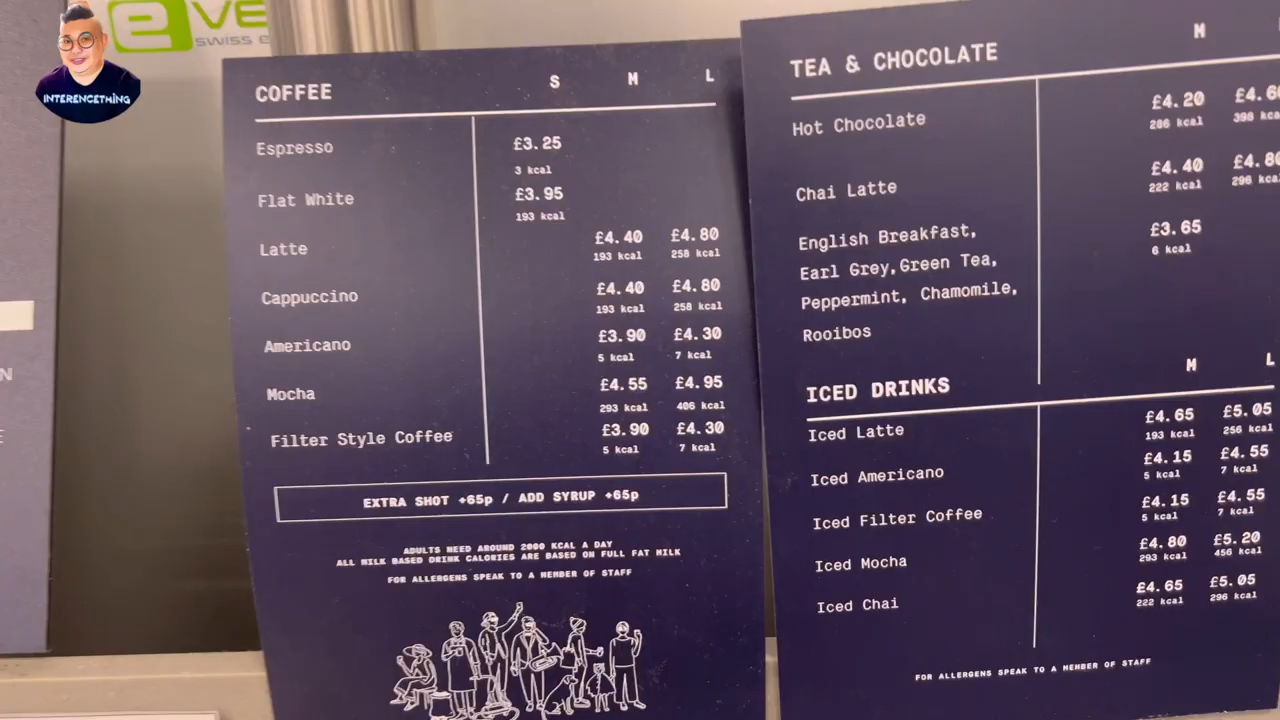 eVE
SWISS e
INTERENCETHING
N
E
COFFEE S M L
Espresso £3.25
3 kcal
Flat White £3.95
193 kcal
Latte £4.40 £4.80
193 kcal 258 kcal
Cappuccino £4.40 £4.80
193 kcal 258 kcal
Americano £3.90 £4.30
5 kcal 7 kcal
Mocha £4.55 £4.95
293 kcal 406 kcal
Filter Style Coffee £3.90 £4.30
5 kcal 7 kcal
EXTRA SHOT +65p / ADD SYRUP +65p
ADULTS NEED AROUND 2000 KCAL A DAY
ALL MILK BASED DRINK CALORIES ARE BASED ON FULL FAT MILK
FOR ALLERGENS SPEAK TO A MEMBER OF STAFF
TEA & CHOCOLATE M
Hot Chocolate £4.20 £4.60
286 kcal 398 kca
Chai Latte £4.40 £4.80
222 kcal 296 kcal
English Breakfast, £3.65
6 kcal
Earl Grey, Green Tea,
Peppermint, Chamomile,
Rooibos
ICED DRINKS M L
Iced Latte £4.65 £5.05
193 kcal 256 kcal
Iced Americano £4.15 £4.55
5 kcal 7 kcal
Iced Filter Coffee £4.15 £4.55
5 kcal 7 kcal
Iced Mocha £4.80 £5.20
293 kcal 456 kcal
Iced Chai £4.65 £5.05
222 kcal 296 kcal
FOR ALLERGENS SPEAK TO A MEMBER OF STAFF